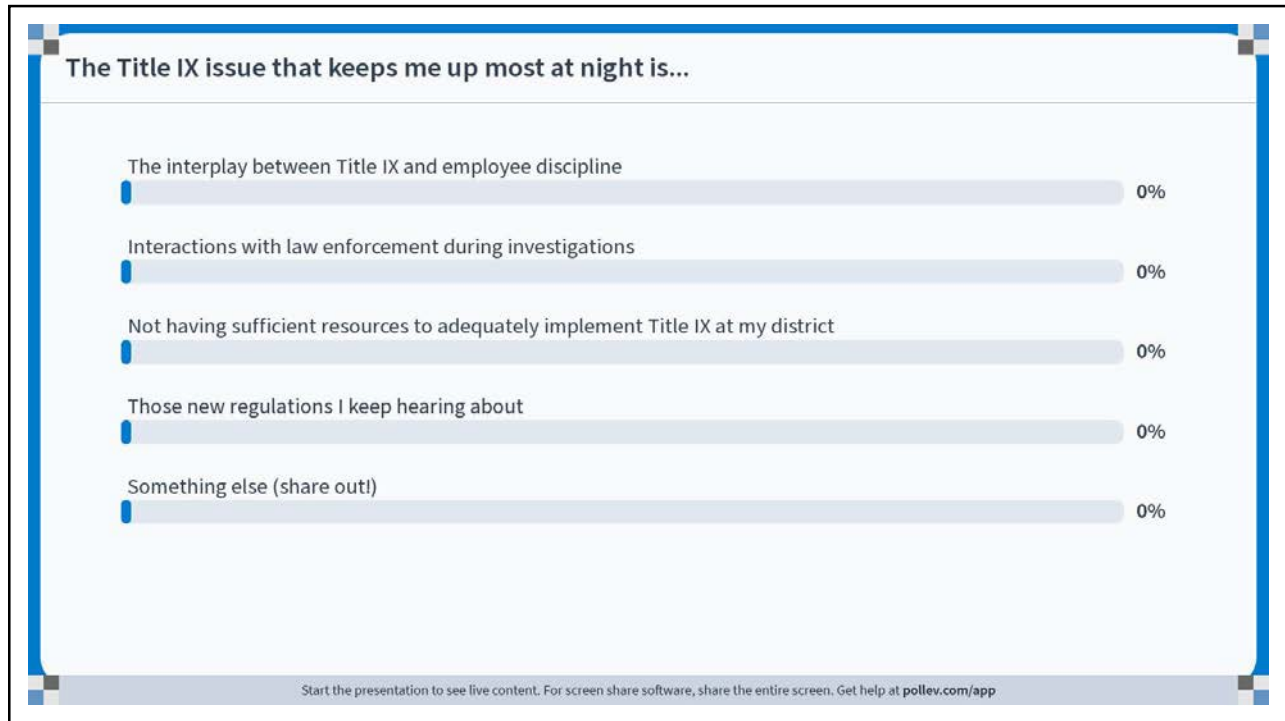 The Title IX issue that keeps me up most at night is...
The interplay between Title IX and employee discipline
0%
Interactions with law enforcement during investigations
0%
Not having sufficient resources to adequately implement Title IX at my district
0%
Those new regulations I keep hearing about
0%
Something else (share out!)
0%
Start the presentation to see live content. For screen share software, share the entire screen. Get help at pollev.com/app